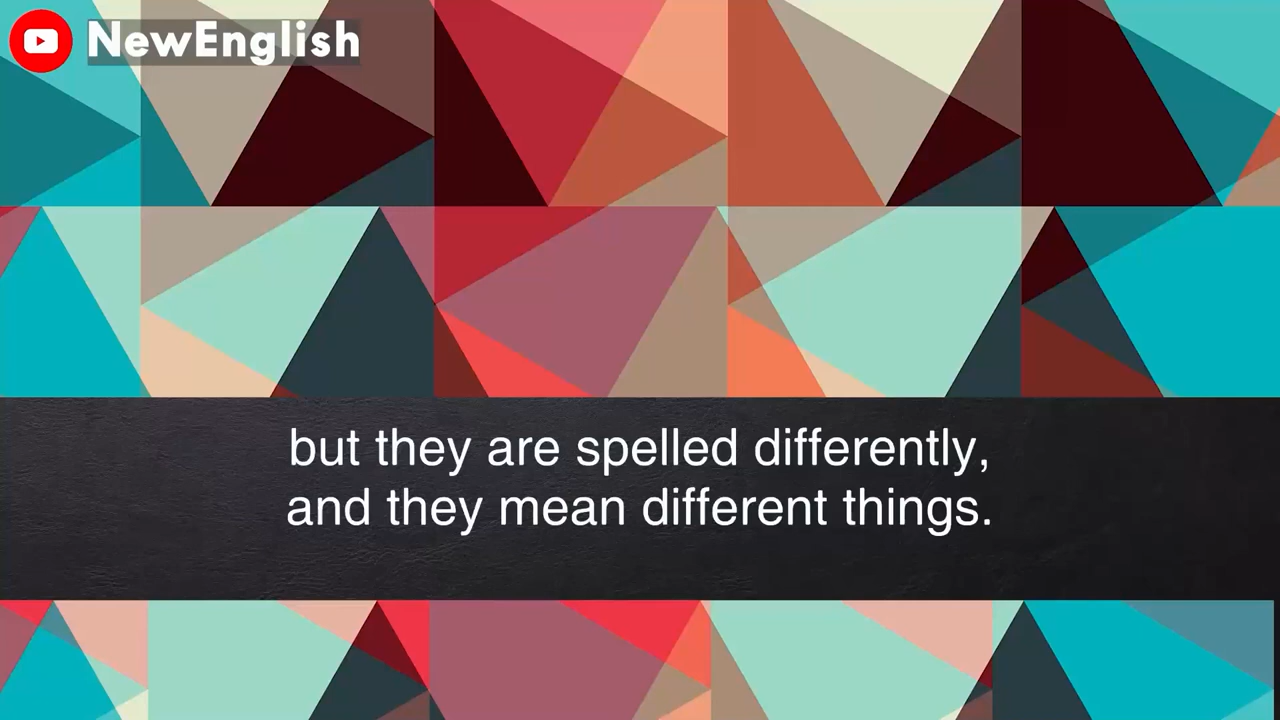 NewEnglish
but they are spelled differently,
and they mean different things.